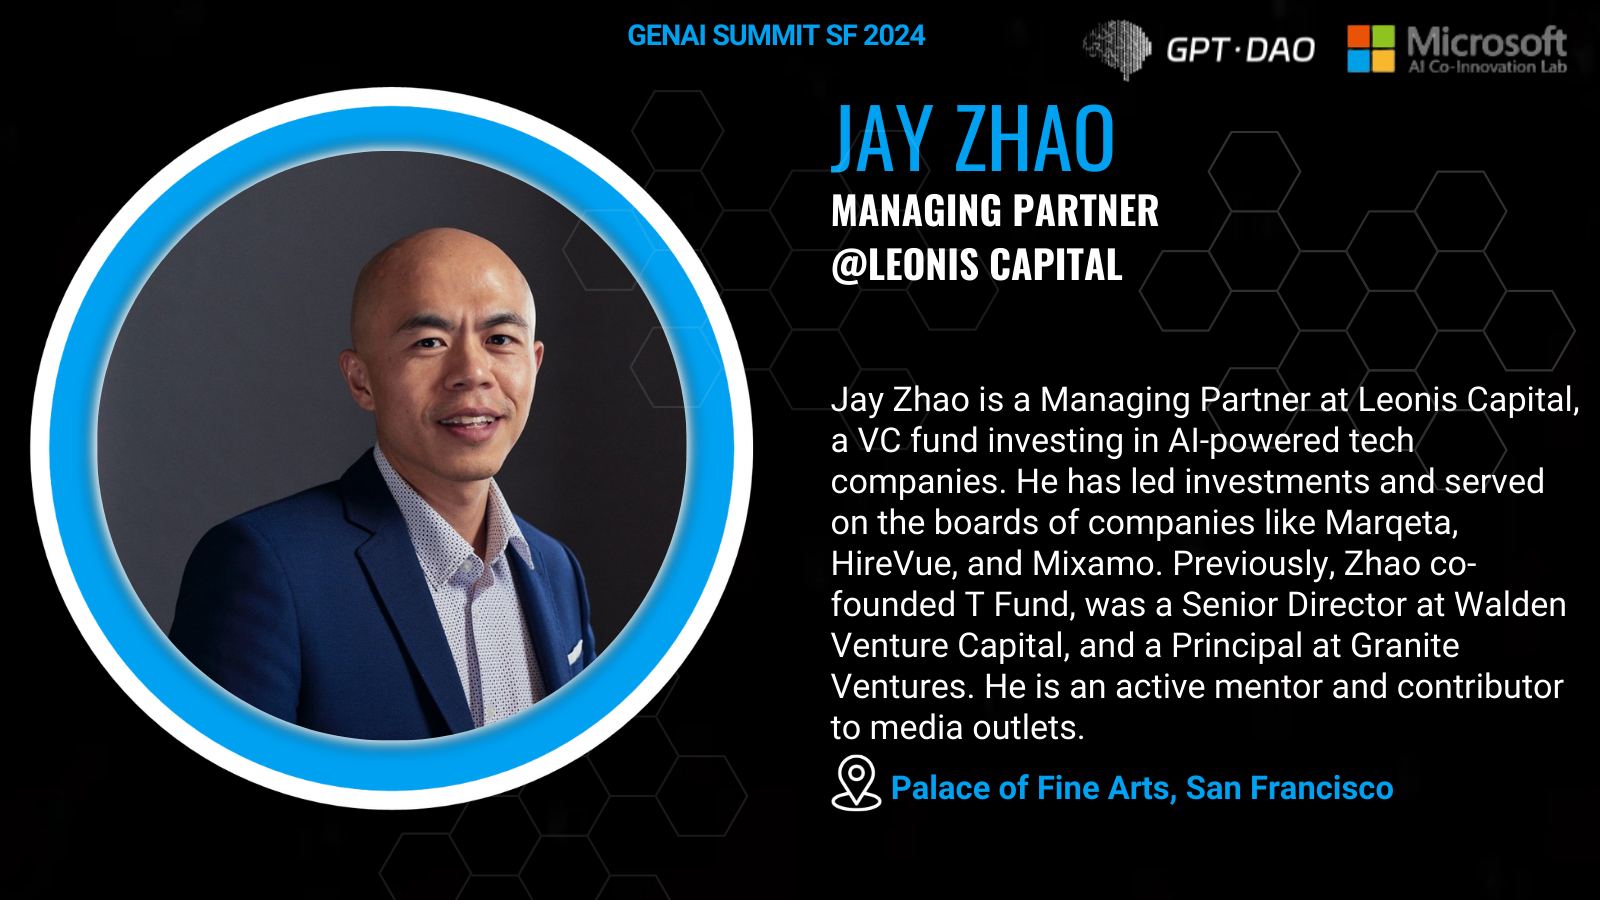 GENAI SUMMIT SF 2024
GPT·DAO
Microsoft
AI Co-Innovation Lab
JAY ZHAO
MANAGING PARTNER
@LEONIS CAPITAL
Jay Zhao is a Managing Partner at Leonis Capital,
a VC fund investing in AI-powered tech
companies. He has led investments and served
on the boards of companies like Marqeta,
HireVue, and Mixamo. Previously, Zhao co-
founded T Fund, was a Senior Director at Walden
Venture Capital, and a Principal at Granite
Ventures. He is an active mentor and contributor
to media outlets.
Palace of Fine Arts, San Francisco